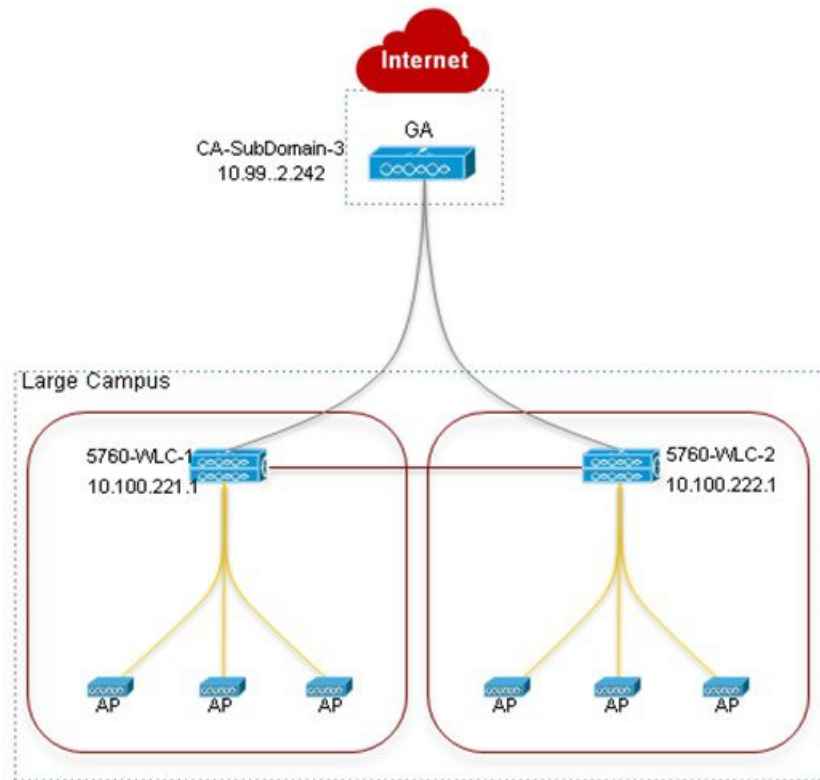 Internet
GA
CA-SubDomain-3
10.99..2.242
Large Campus
5760-WLC-1
10.100.221.1
5760-WLC-2
10.100.222.1
AP
AP
AP
AP
AP
AP